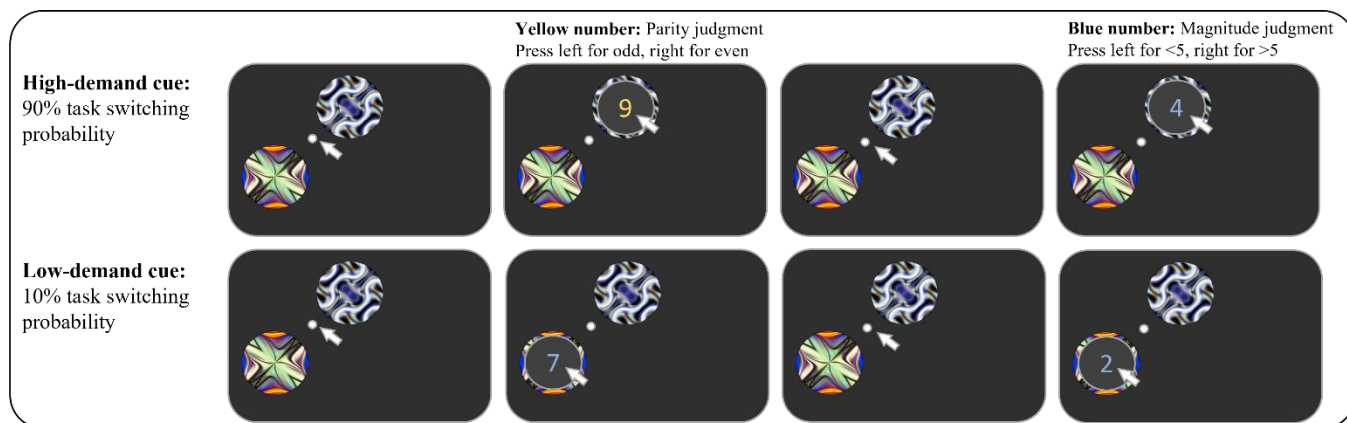 Yellow number: Parity judgment
Press left for odd, right for even
Blue number: Magnitude judgment
Press left for <5, right for >5
High-demand cue:
90% task switching
probability
9
4
Low-demand cue:
10% task switching
probability
7
2